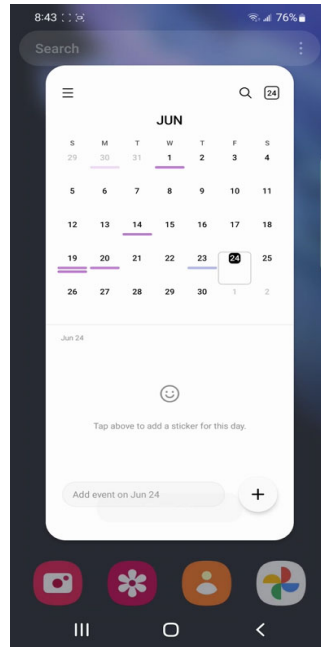 8:43
76%
Search
24
JUN
S M T W T F S
29 30 31 1 2 3 4
5 6 7 8 9 10 11
12 13 14 15 16 17 18
19 20 21 22 23 24 25
26 27 28 29 30 1 2
Jun 24
Tap above to add a sticker for this day.
Add event on Jun 24